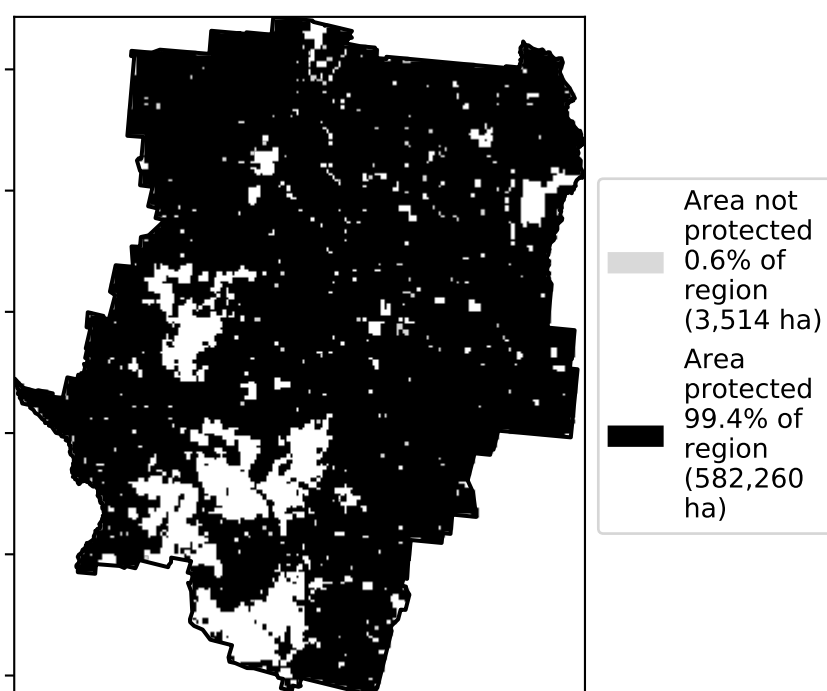 Area not
protected
0.6% of
region
(3,514 ha)
Area
protected
99.4% of
region
(582,260
ha)